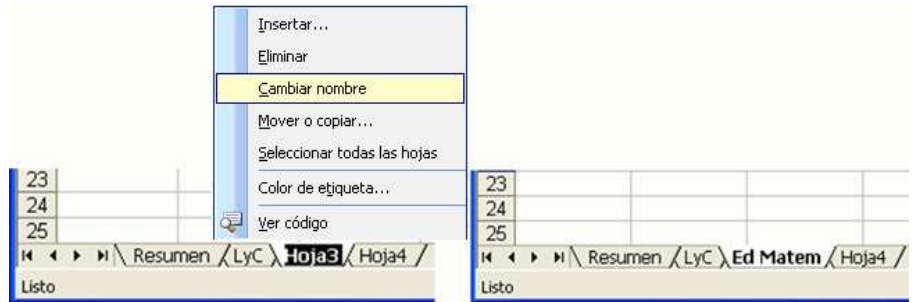 Insertar...
Eliminar
Cambiar nombre
Mover o copiar...
Seleccionar todas las hojas
Color de etiqueta...
Ver código
23
24
25
Resumen LyC Hoja3 Hoja4
Listo
23
24
25
Resumen LyC Ed Matem Hoja4
Listo